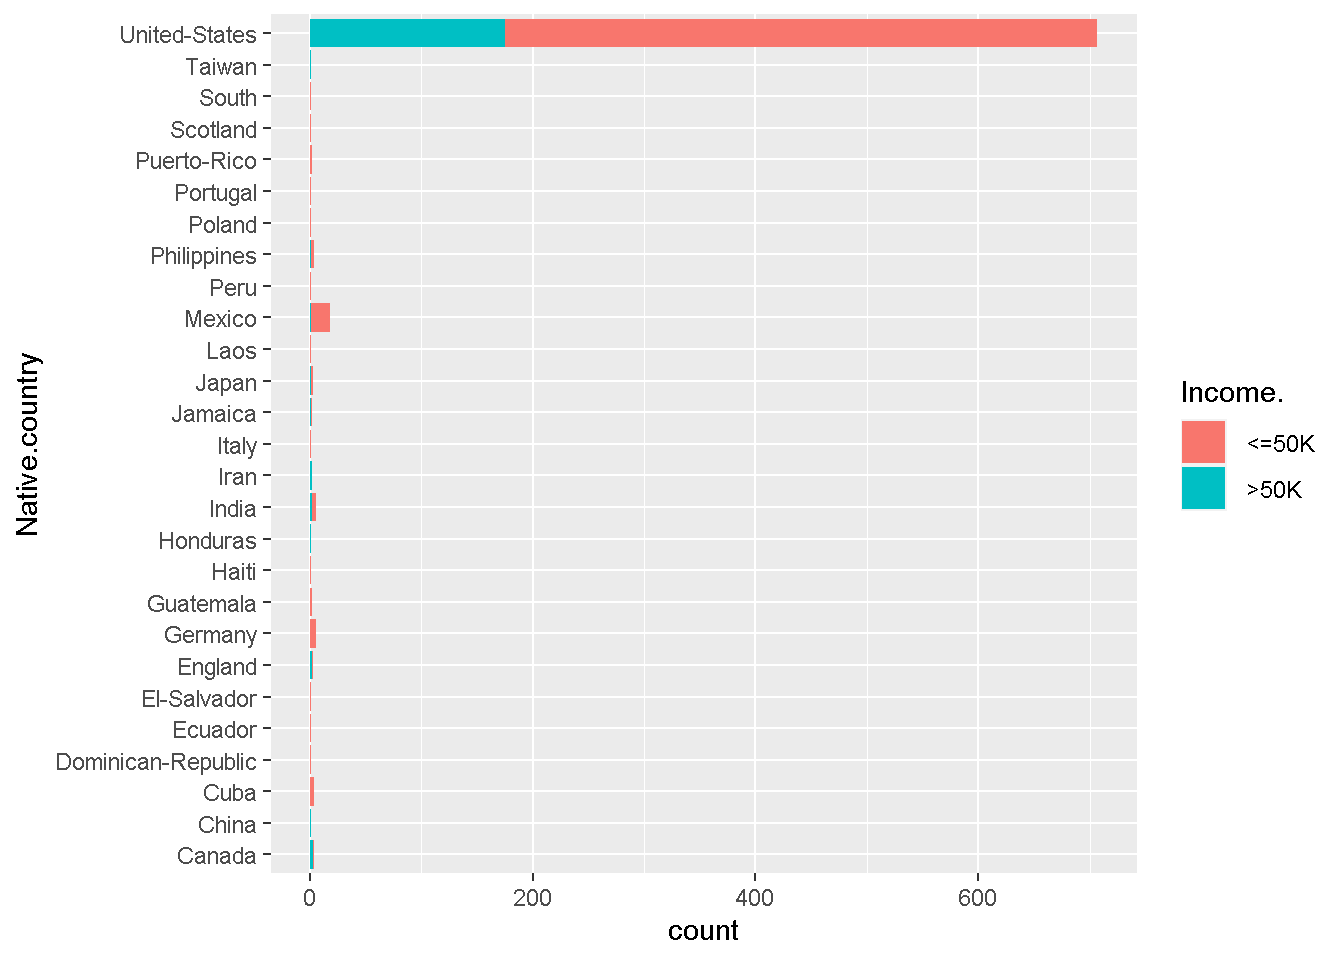 United-States
Taiwan
South
Scotland
Puerto-Rico
Portugal
Poland
Philippines
Peru
Mexico
Laos
Japan
Jamaica
Italy
Iran
India
Honduras
Haiti
Guatemala
Germany
England
El-Salvador
Ecuador
Dominican-Republic
Cuba
China
Canada
Native.country
0 200 400 600
count
Income.
<=50K
>50K